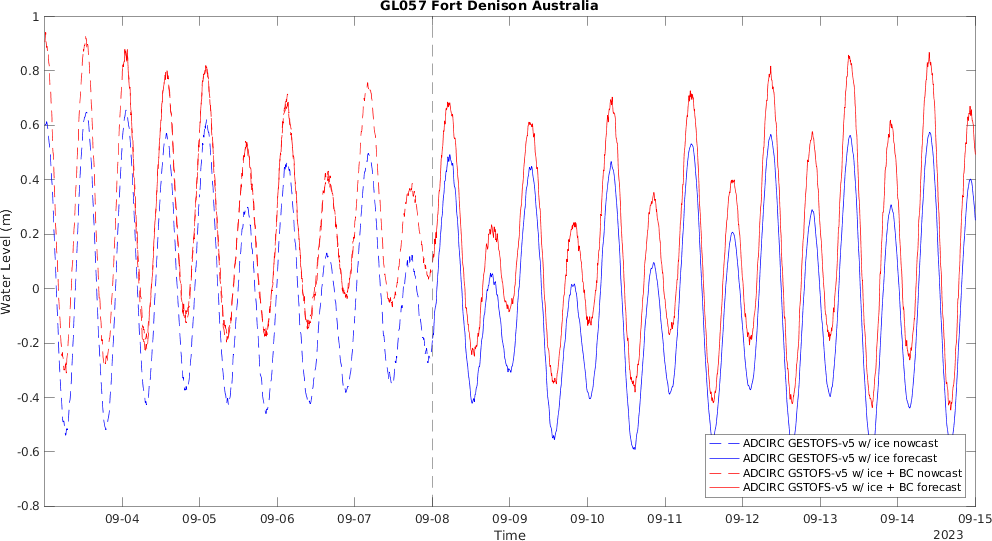 GL057 Fort Denison Australia
1
0.8
0.6
0.4
0.2
0
-0.2
-0.4
-0.6
-0.8
Water Level (m)
09-04 09-05 09-06 09-07 09-08 09-09 09-10 09-11 09-12 09-13 09-14 09-15
Time
2023
ADCIRC GESTOFS-v5 w/ ice nowcast
ADCIRC GESTOFS-v5 w/ ice forecast
ADCIRC GSTOFS-v5 w/ ice + BC nowcast
ADCIRC GSTOFS-v5 w/ ice + BC forecast